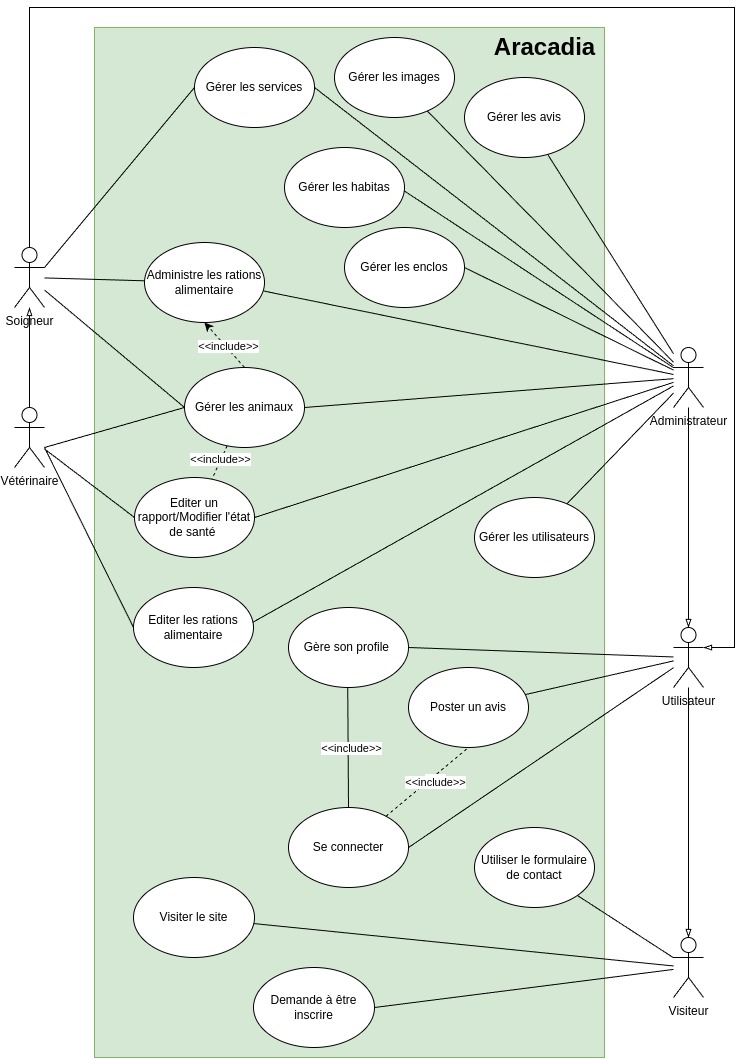 Aracadia
Gérer les services
Gérer les images
Gérer les avis
Gérer les habitas
Gérer les enclos
Administre les rations
alimentaire
Soigneur
<<include>>
Gérer les animaux
Administrateur
Vétérinaire
<<include>>
Editer un
rapport/Modifier l'état
de santé
Gérer les utilisateurs
Editer les rations
alimentaire
Gère son profile
Utilisateur
Poster un avis
<<include>>
<<include>>
Se connecter
Utiliser le formulaire
de contact
Visiter le site
Demande à être
inscrire
Visiteur